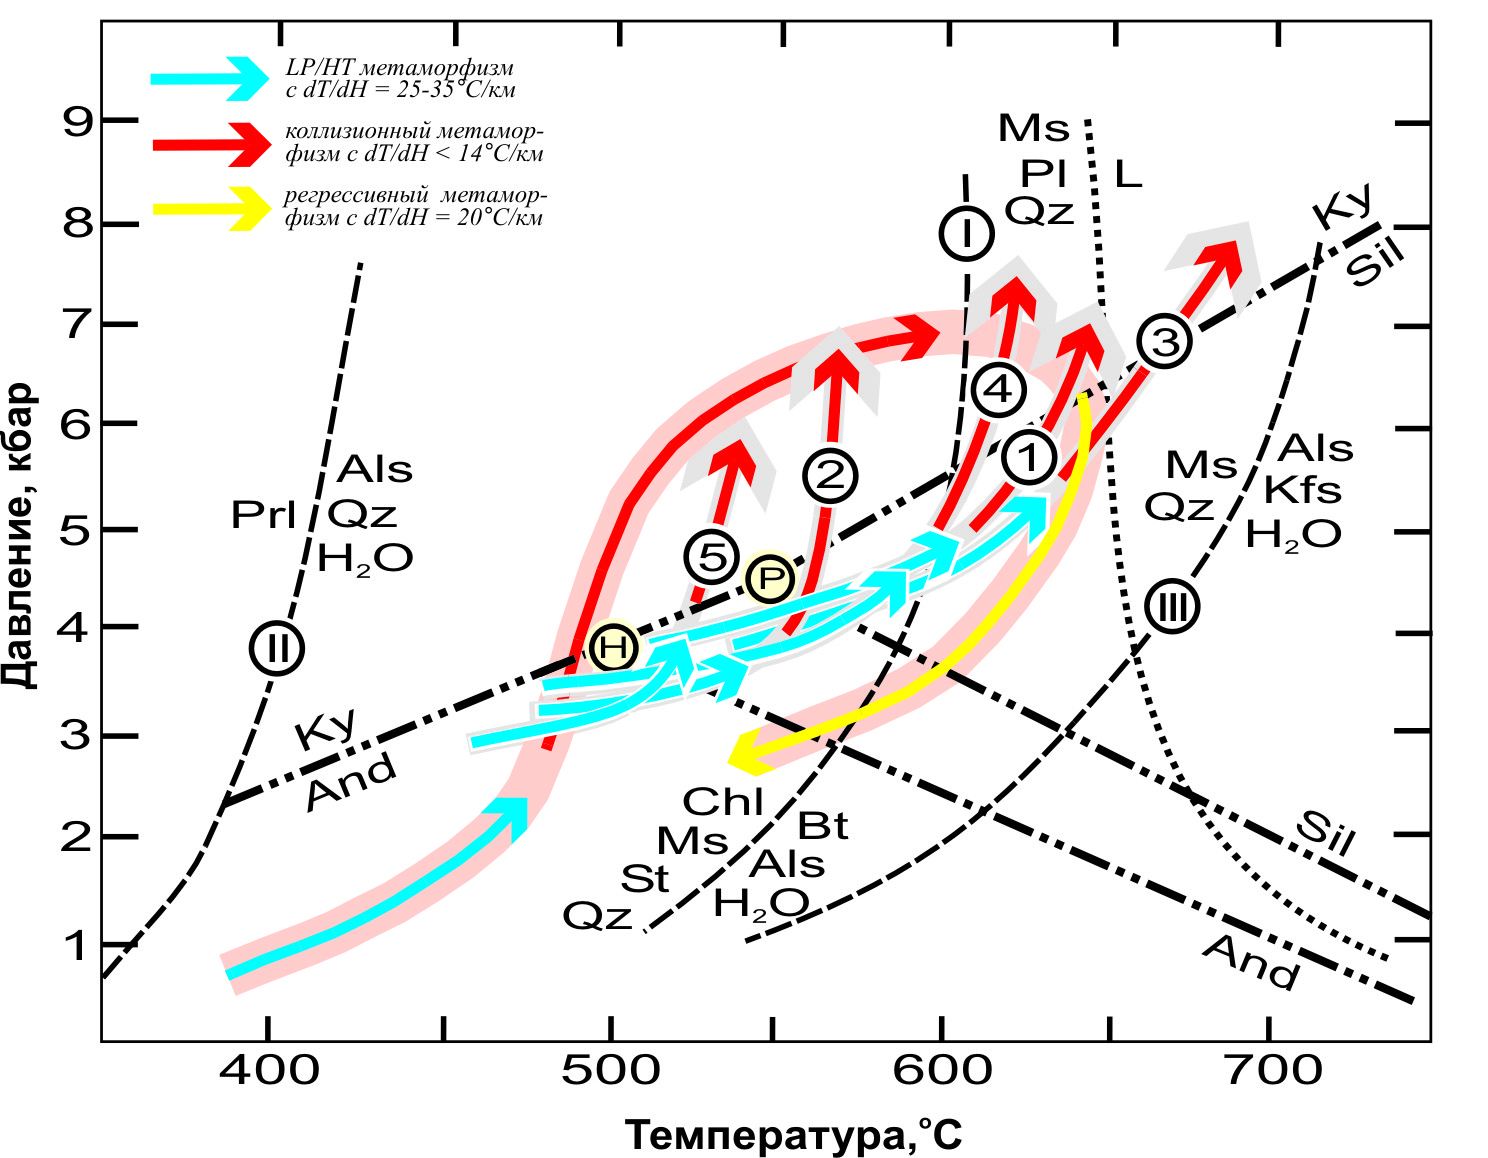 LP/HT метаморфизм
с dT/dH = 25-35°С/км
коллизионный метамор-
физм с dT/dH < 14°С/км
регрессивный метамор-
физм с dT/dH = 20°С/км
9
8
7
6
5
4
3
2
1
Давление, кбар
Ms
Pl L
Qz
I
Ky
Sil
3
4
1
2
5
P
H
Als
Prl Qz
H₂O
II
Ms Als
Qz Kfs
H₂O
III
Ky
And
Chl
Ms Bt
St Als
Qz H₂O
Sil
And
400 500 600 700
Температура,°С